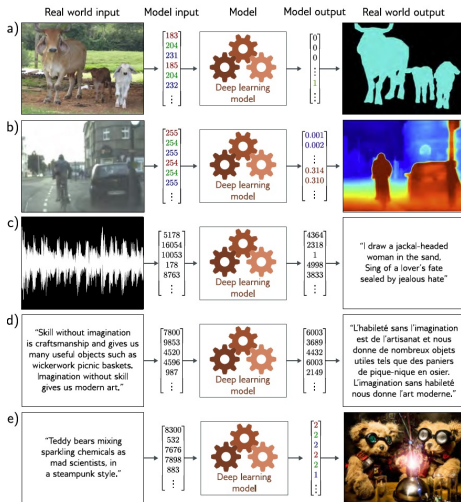 Real world input Model input Model Model output Real world output
a)
183
204
231
185
204
232
⋮
Deep learning
model
0
0
0
⋮
1
⋮
b)
255
254
255
254
254
255
⋮
Deep learning
model
0.001
0.002
⋮
0.314
0.310
⋮
c)
5178
16054
10053
178
8763
⋮
Deep learning
model
4364
2318
1
4998
3833
⋮
“I draw a jackal-headed
woman in the sand,
Sing of a lover’s fate
sealed by jealous hate”
d)
“Skill without imagination
is craftsmanship and gives us
many useful objects such as
wickerwork picnic baskets.
Imagination without skill
gives us modern art.”
7800
9853
4520
4596
987
⋮
Deep learning
model
6003
3689
4432
6003
2149
⋮
“L’habileté sans l’imagination
est de l’artisanat et nous
donne de nombreux objets
utiles tels que des paniers
de pique-nique en osier.
L’imagination sans habileté
nous donne l’art moderne.”
e)
“Teddy bears mixing
sparkling chemicals as
mad scientists, in
a steampunk style.”
8300
532
7676
7898
883
⋮
Deep learning
model
2
2
2
2
2
1
⋮